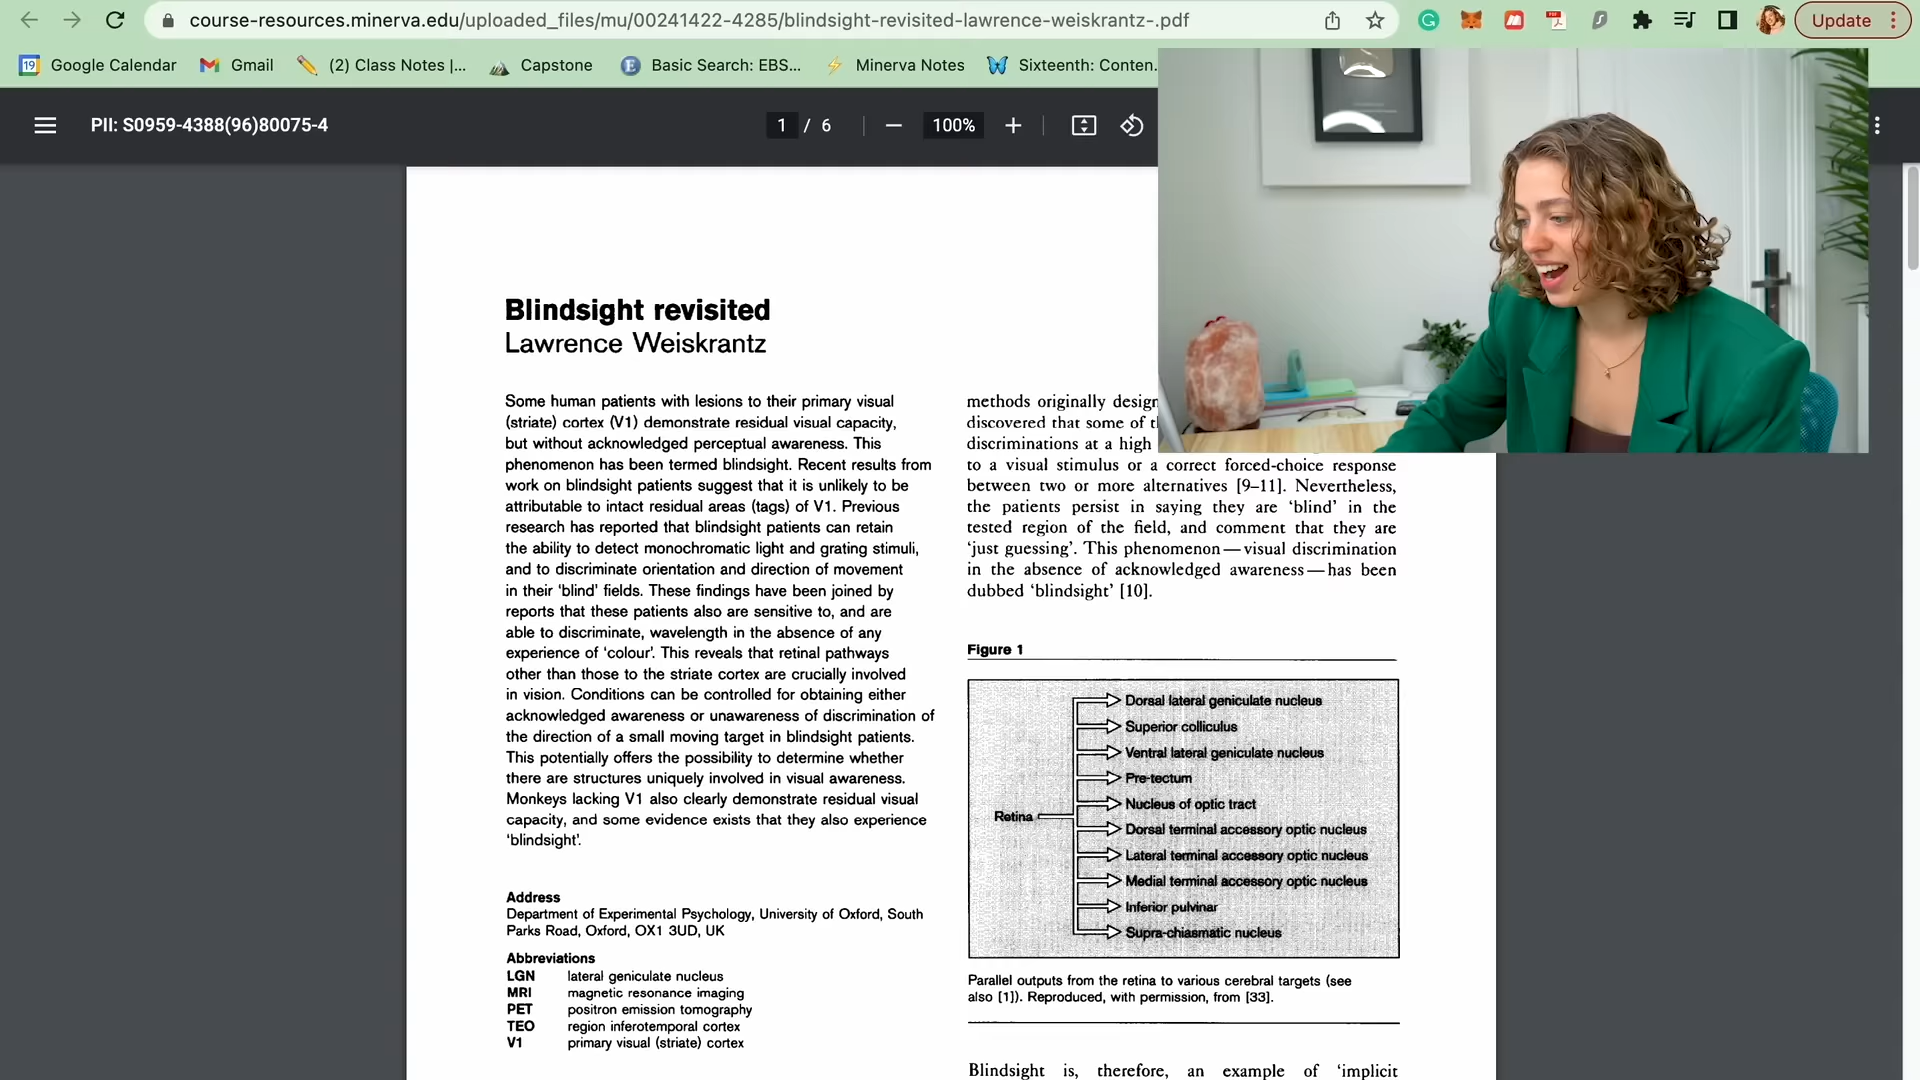 course-resources.minerva.edu/uploaded_files/mu/00241422-4285/blindsight-revisited-lawrence-weiskrantz-.pdf
Update
19 Google Calendar
Gmail
(2) Class Notes |...
Capstone
Basic Search: EBS...
Minerva Notes
Sixteenth: Conten.
PII: S0959-4388(96)80075-4
1 / 6
100%
Blindsight revisited
Lawrence Weiskrantz
Some human patients with lesions to their primary visual
(striate) cortex (V1) demonstrate residual visual capacity,
but without acknowledged perceptual awareness. This
phenomenon has been termed blindsight. Recent results from
work on blindsight patients suggest that it is unlikely to be
attributable to intact residual areas (tags) of V1. Previous
research has reported that blindsight patients can retain
the ability to detect monochromatic light and grating stimuli,
and to discriminate orientation and direction of movement
in their ‘blind’ fields. These findings have been joined by
reports that these patients also are sensitive to, and are
able to discriminate, wavelength in the absence of any
experience of ‘colour’. This reveals that retinal pathways
other than those to the striate cortex are crucially involved
in vision. Conditions can be controlled for obtaining either
acknowledged awareness or unawareness of discrimination of
the direction of a small moving target in blindsight patients.
This potentially offers the possibility to determine whether
there are structures uniquely involved in visual awareness.
Monkeys lacking V1 also clearly demonstrate residual visual
capacity, and some evidence exists that they also experience
‘blindsight’.
Address
Department of Experimental Psychology, University of Oxford, South
Parks Road, Oxford, OX1 3UD, UK
Abbreviations
LGN lateral geniculate nucleus
MRI magnetic resonance imaging
PET positron emission tomography
TEO region inferotemporal cortex
V1 primary visual (striate) cortex
methods originally design
discovered that some of
discriminations at a high
to a visual stimulus or a correct forced-choice response
between two or more alternatives [9–11]. Nevertheless,
the patients persist in saying they are ‘blind’ in the
tested region of the field, and comment that they are
‘just guessing’. This phenomenon — visual discrimination
in the absence of acknowledged awareness — has been
dubbed ‘blindsight’ [10].
Figure 1
Dorsal lateral geniculate nucleus
Superior colliculus
Ventral lateral geniculate nucleus
Pre-tectum
Nucleus of optic tract
Retina
Dorsal terminal accessory optic nucleus
Lateral terminal accessory optic nucleus
Medial terminal accessory optic nucleus
Inferior pulvinar
Supra-chiasmatic nucleus
Parallel outputs from the retina to various cerebral targets (see
also [1]). Reproduced, with permission, from [33].
Blindsight is, therefore, an example of ‘implicit